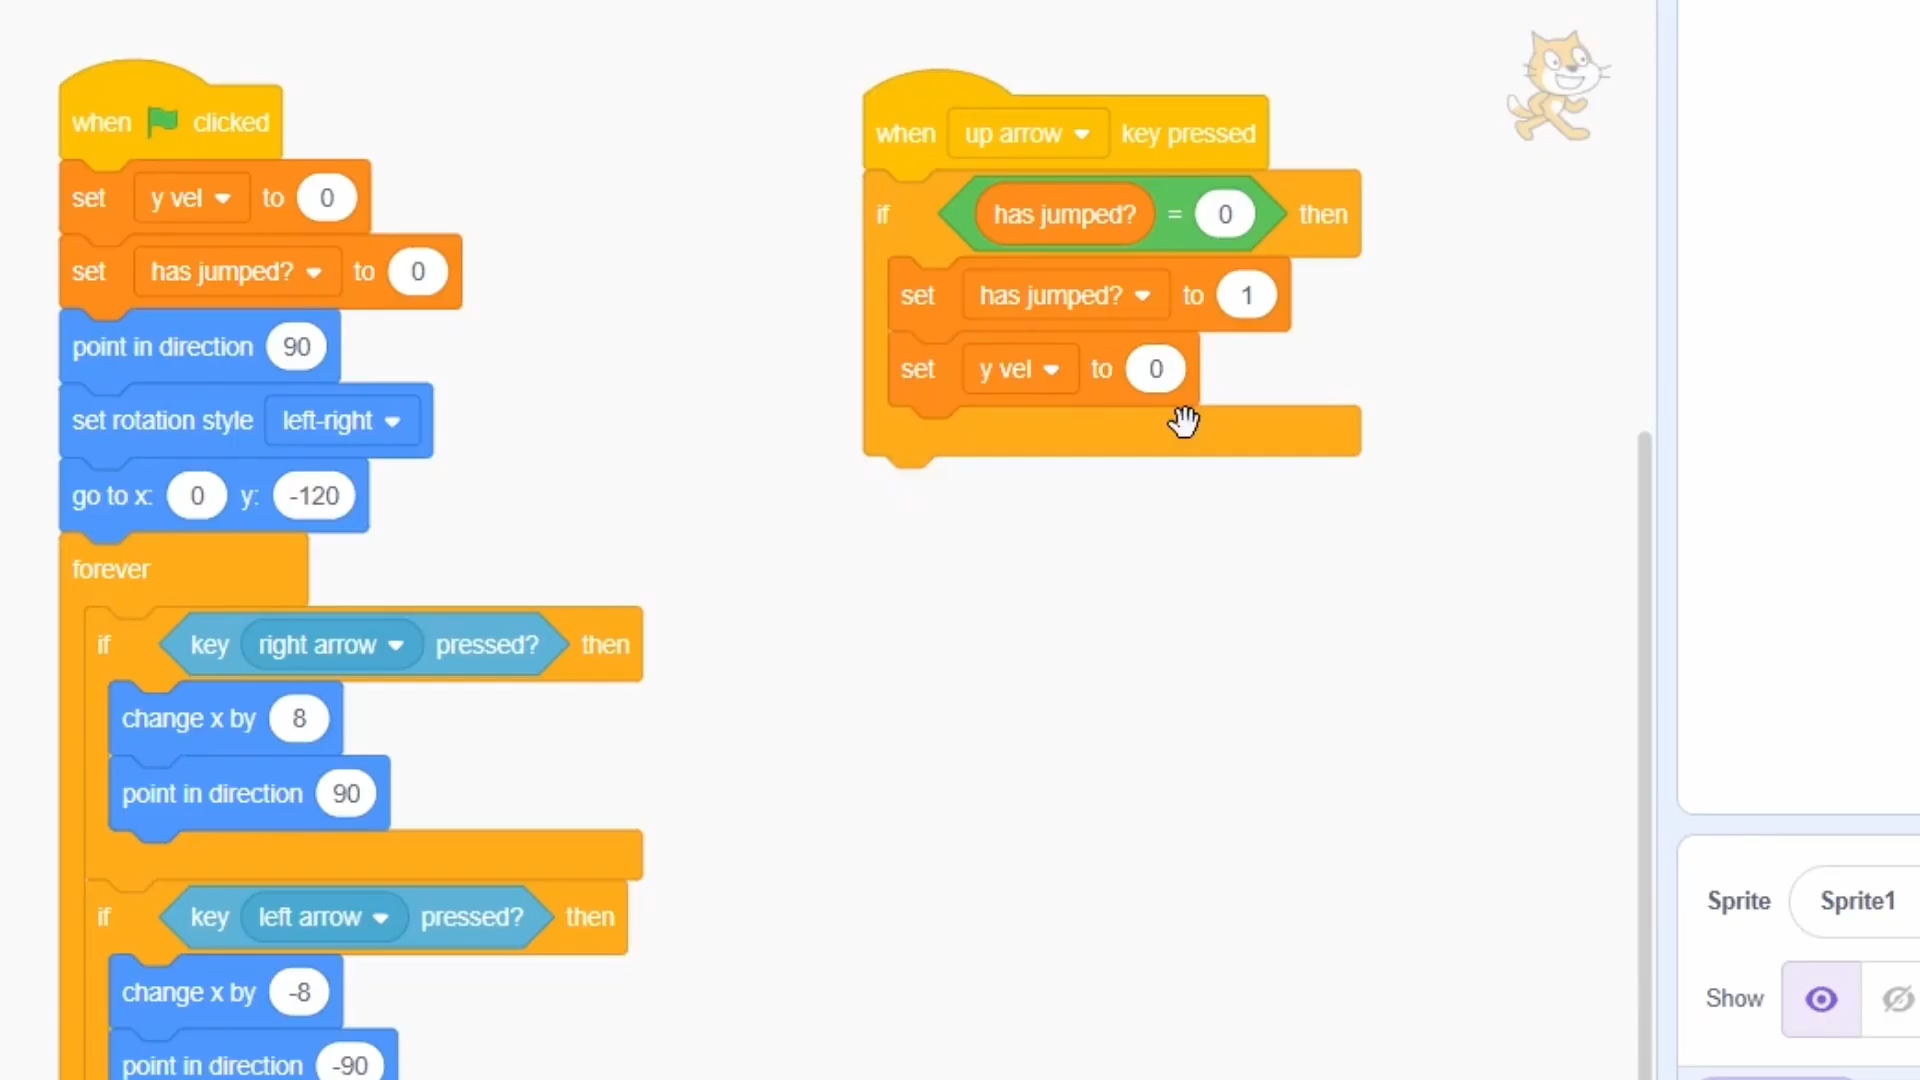 when clicked
set y vel to 0
set has jumped? to 0
point in direction 90
set rotation style left-right
go to x: 0 y: -120
forever
if key right arrow pressed? then
change x by 8
point in direction 90
if key left arrow pressed? then
change x by -8
point in direction -90
when up arrow key pressed
if has jumped? = 0 then
set has jumped? to 1
set y vel to 0
Sprite Sprite1
Show